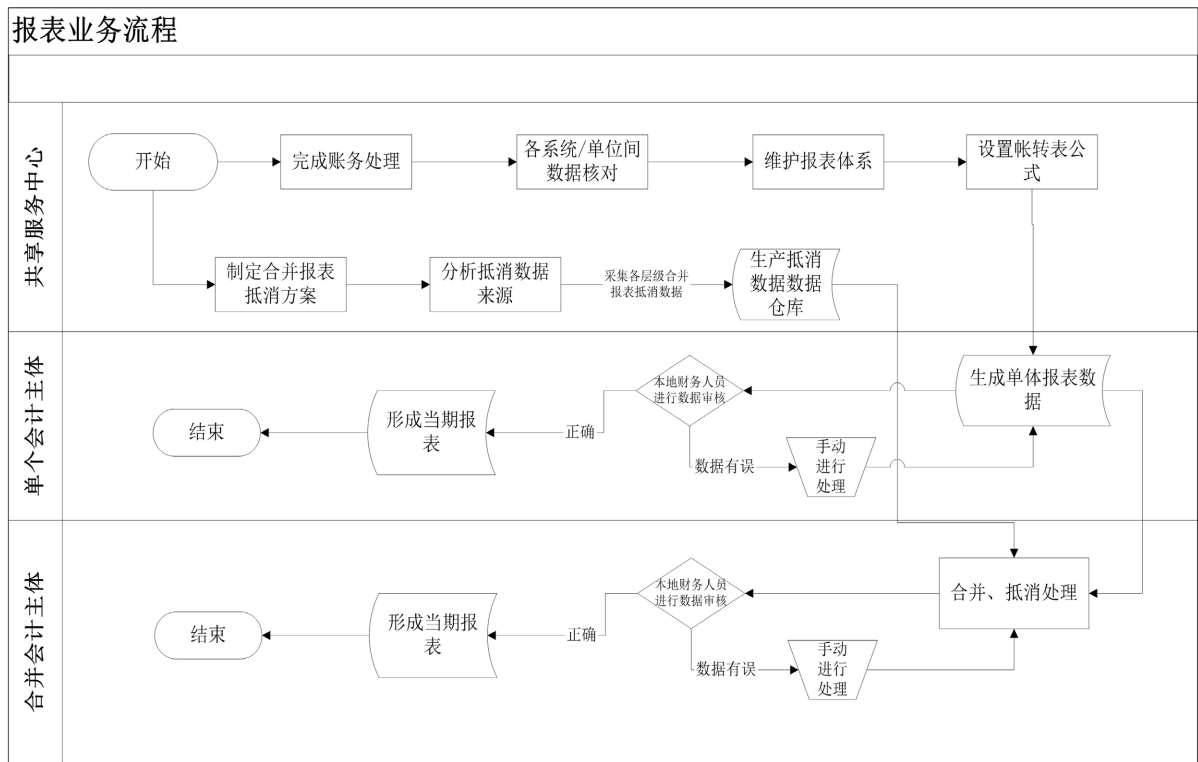 报表业务流程
共享服务中心
开始
完成账务处理
各系统/单位间
数据核对
维护报表体系
设置帐转表公
式
制定合并报表
抵消方案
分析抵消数据
来源
采集各层级合并
报表抵消数据
生产抵消
数据数据
仓库
单个会计主体
结束
形成当期报
表
正确
本地财务人员
进行数据审核
数据有误
手动
进行
处理
生成单体报表数
据
合并会计主体
结束
形成当期报
表
正确
本地财务人员
进行数据审核
数据有误
手动
进行
处理
合并、抵消处理